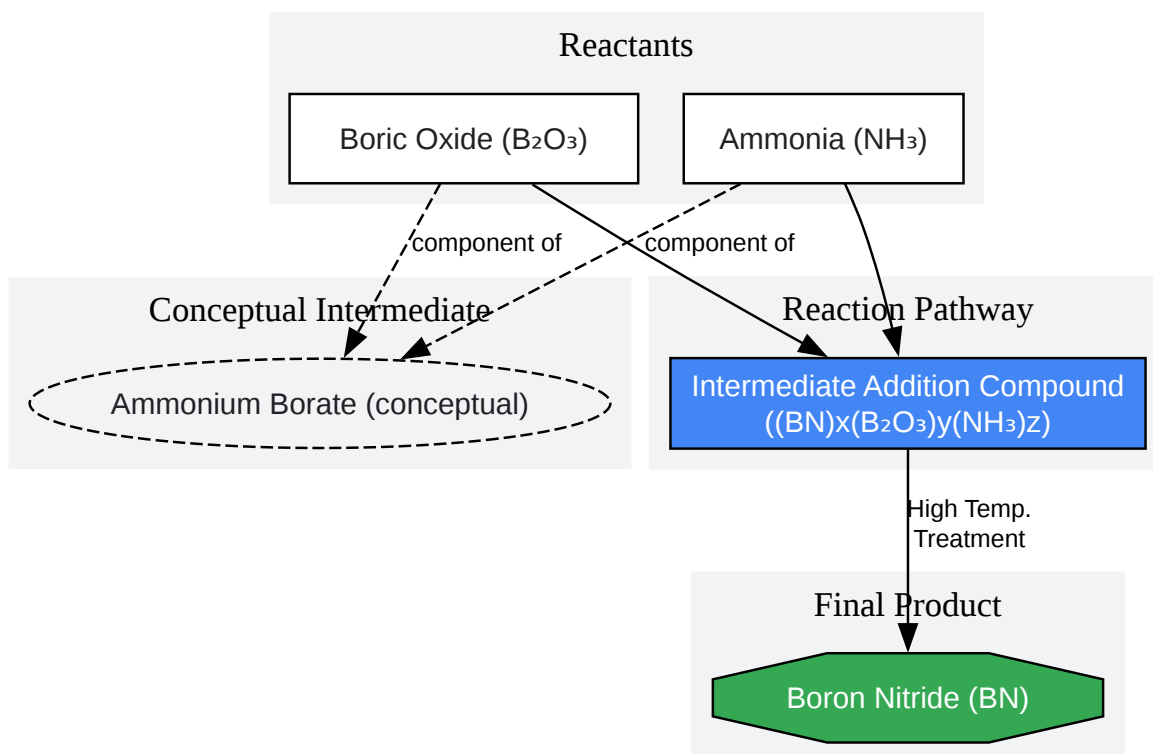 Reactants
Boric Oxide (B₂O₃)
Ammonia (NH₃)
component of
component of
Conceptual Intermediate
Reaction Pathway
Ammonium Borate (conceptual)
Intermediate Addition Compound
((BN)x(B₂O₃)y(NH₃)z)
High Temp.
Treatment
Final Product
Boron Nitride (BN)